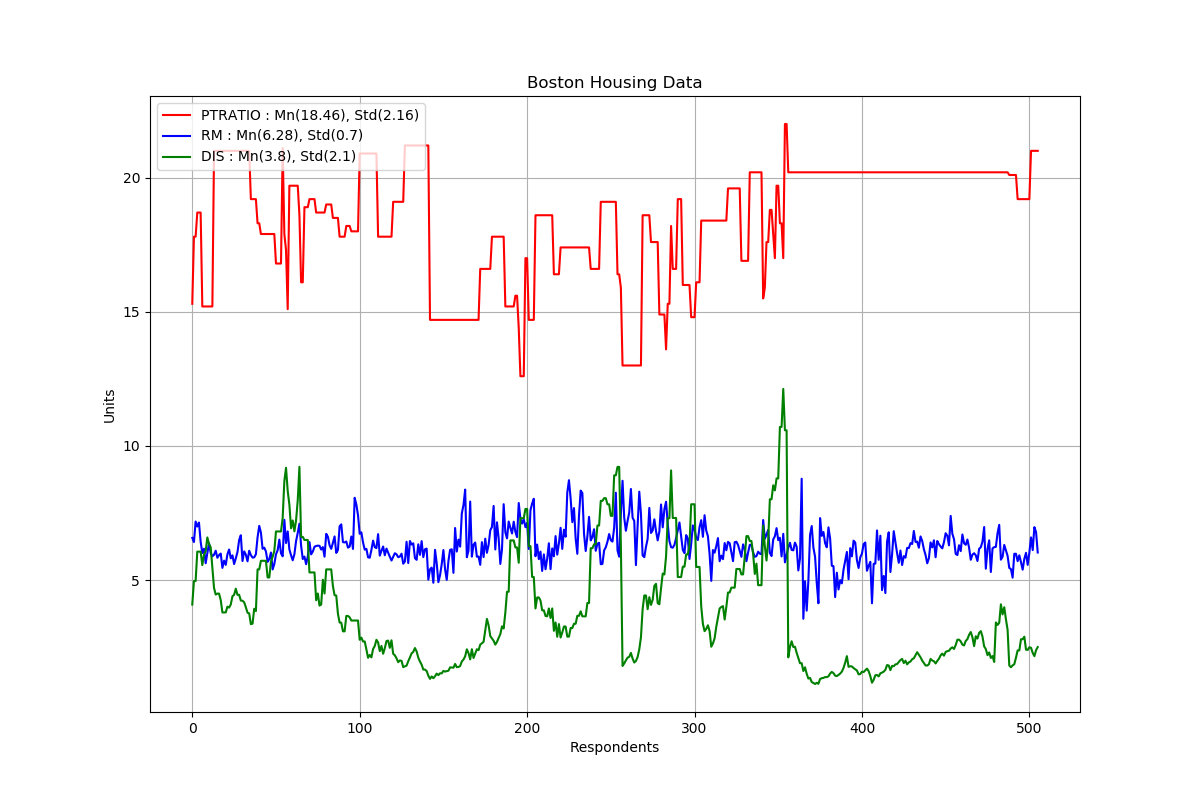 Boston Housing Data
PTRATIO : Mn(18.46), Std(2.16)
RM : Mn(6.28), Std(0.7)
DIS : Mn(3.8), Std(2.1)
20
15
10
5
Units
0 100 200 300 400 500
Respondents